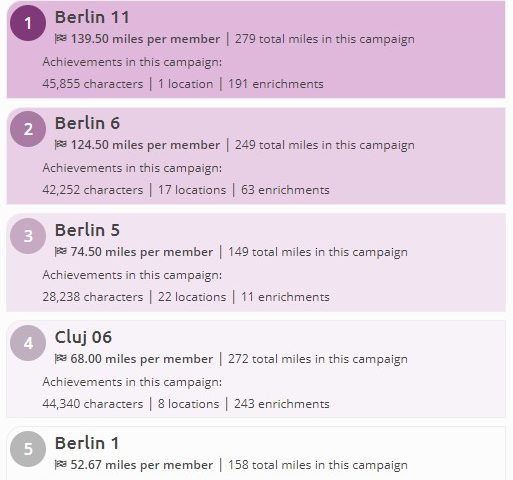 1
Berlin 11
139.50 miles per member | 279 total miles in this campaign
Achievements in this campaign:
45,855 characters | 1 location | 191 enrichments
2
Berlin 6
124.50 miles per member | 249 total miles in this campaign
Achievements in this campaign:
42,252 characters | 17 locations | 63 enrichments
3
Berlin 5
74.50 miles per member | 149 total miles in this campaign
Achievements in this campaign:
28,238 characters | 22 locations | 11 enrichments
4
Cluj 06
68.00 miles per member | 272 total miles in this campaign
Achievements in this campaign:
44,340 characters | 8 locations | 243 enrichments
5
Berlin 1
52.67 miles per member | 158 total miles in this campaign